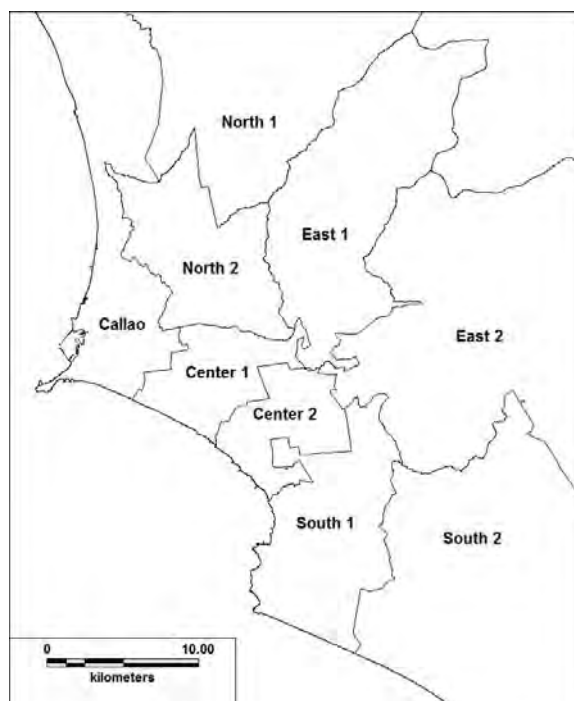 North 1
East 1
North 2
Callao
East 2
Center 1
Center 2
South 1
South 2
0 10.00
kilometers